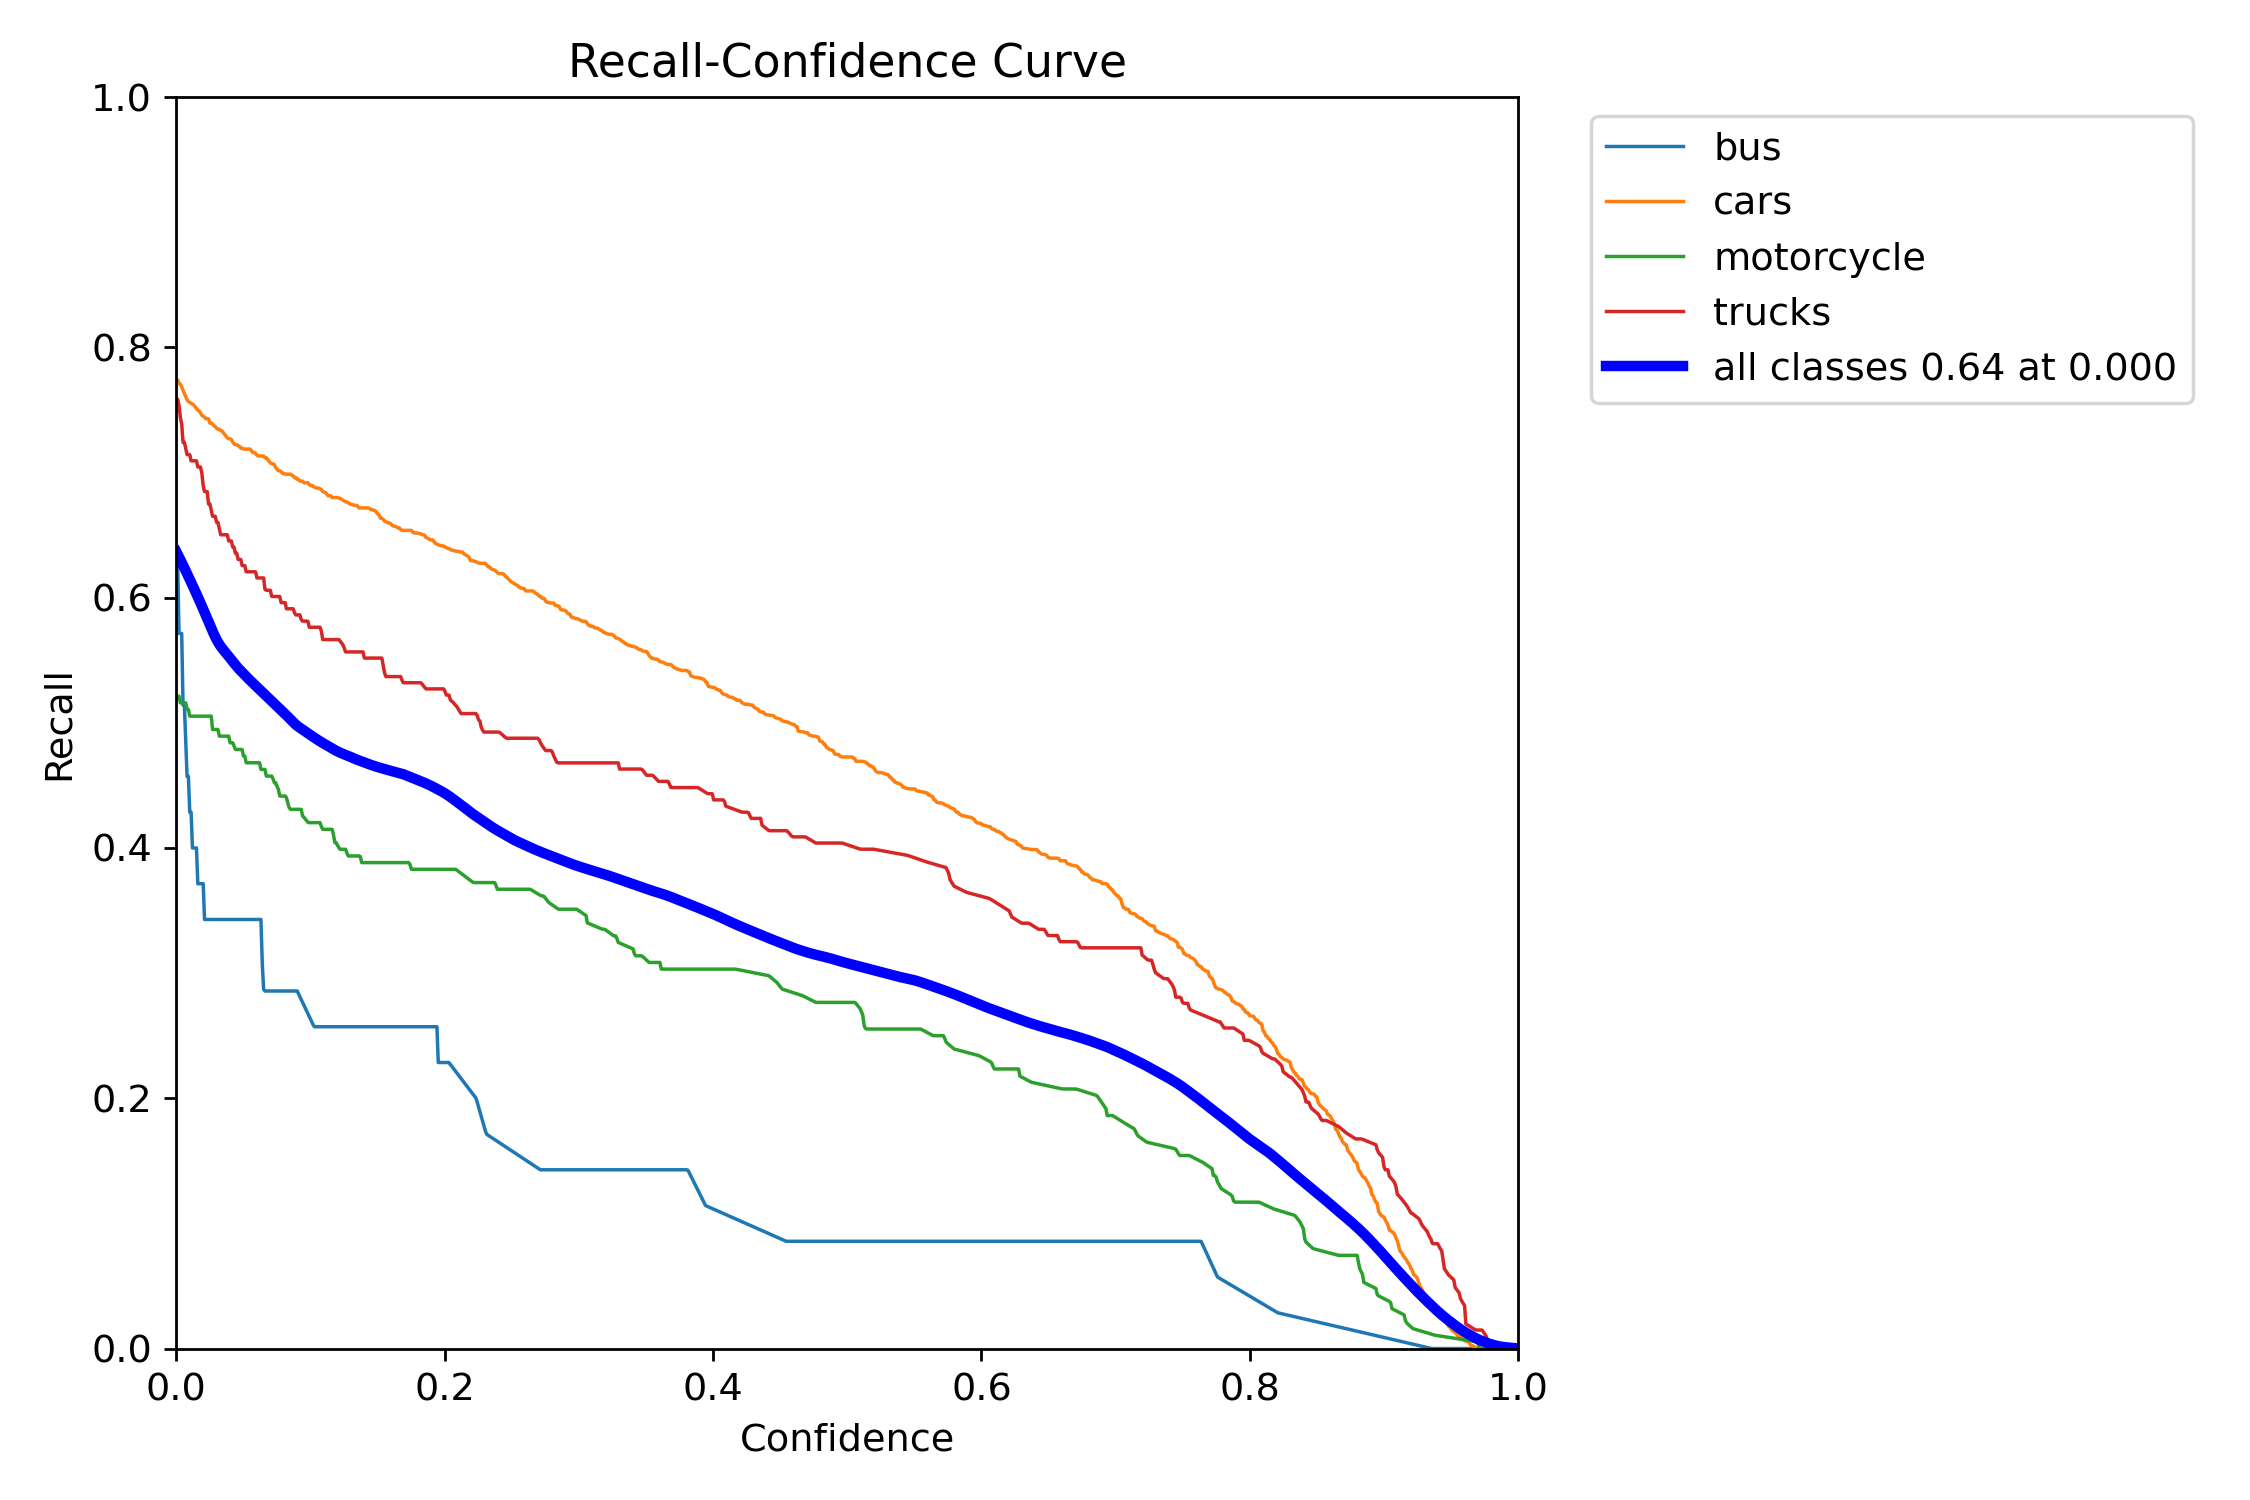 Recall-Confidence Curve
1.0
0.8
0.6
0.4
0.2
0.0
Recall
0.0 0.2 0.4 0.6 0.8 1.0
Confidence
bus
cars
motorcycle
trucks
all classes 0.64 at 0.000